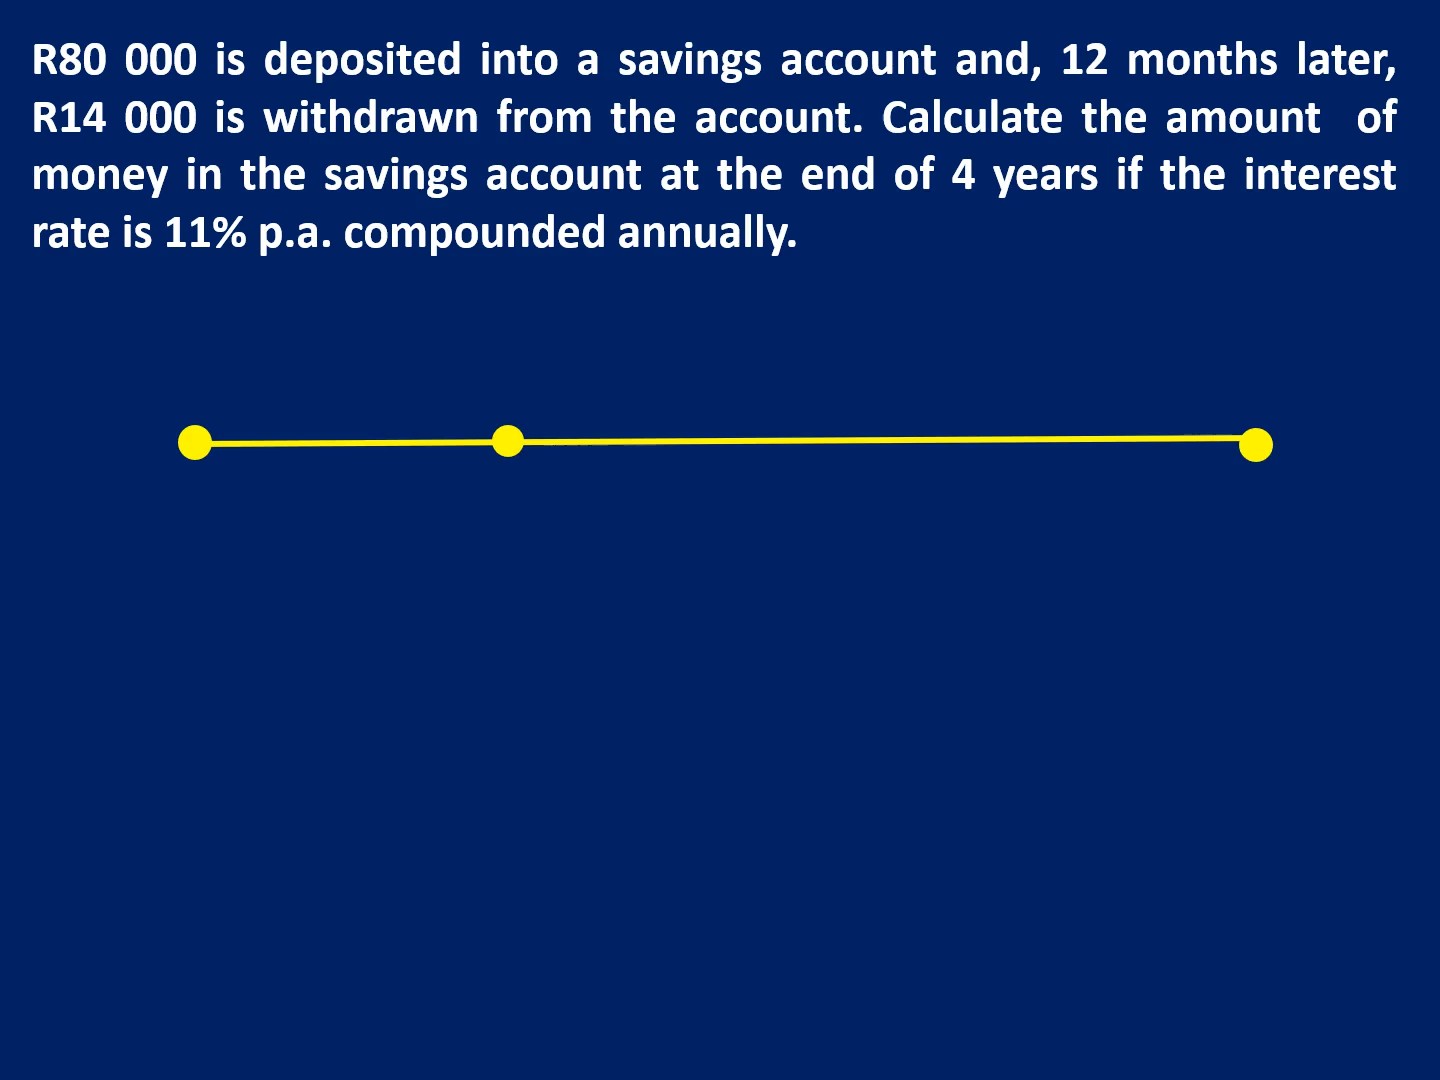 R80 000 is deposited into a savings account and, 12 months later,
R14 000 is withdrawn from the account. Calculate the amount of
money in the savings account at the end of 4 years if the interest
rate is 11% p.a. compounded annually.